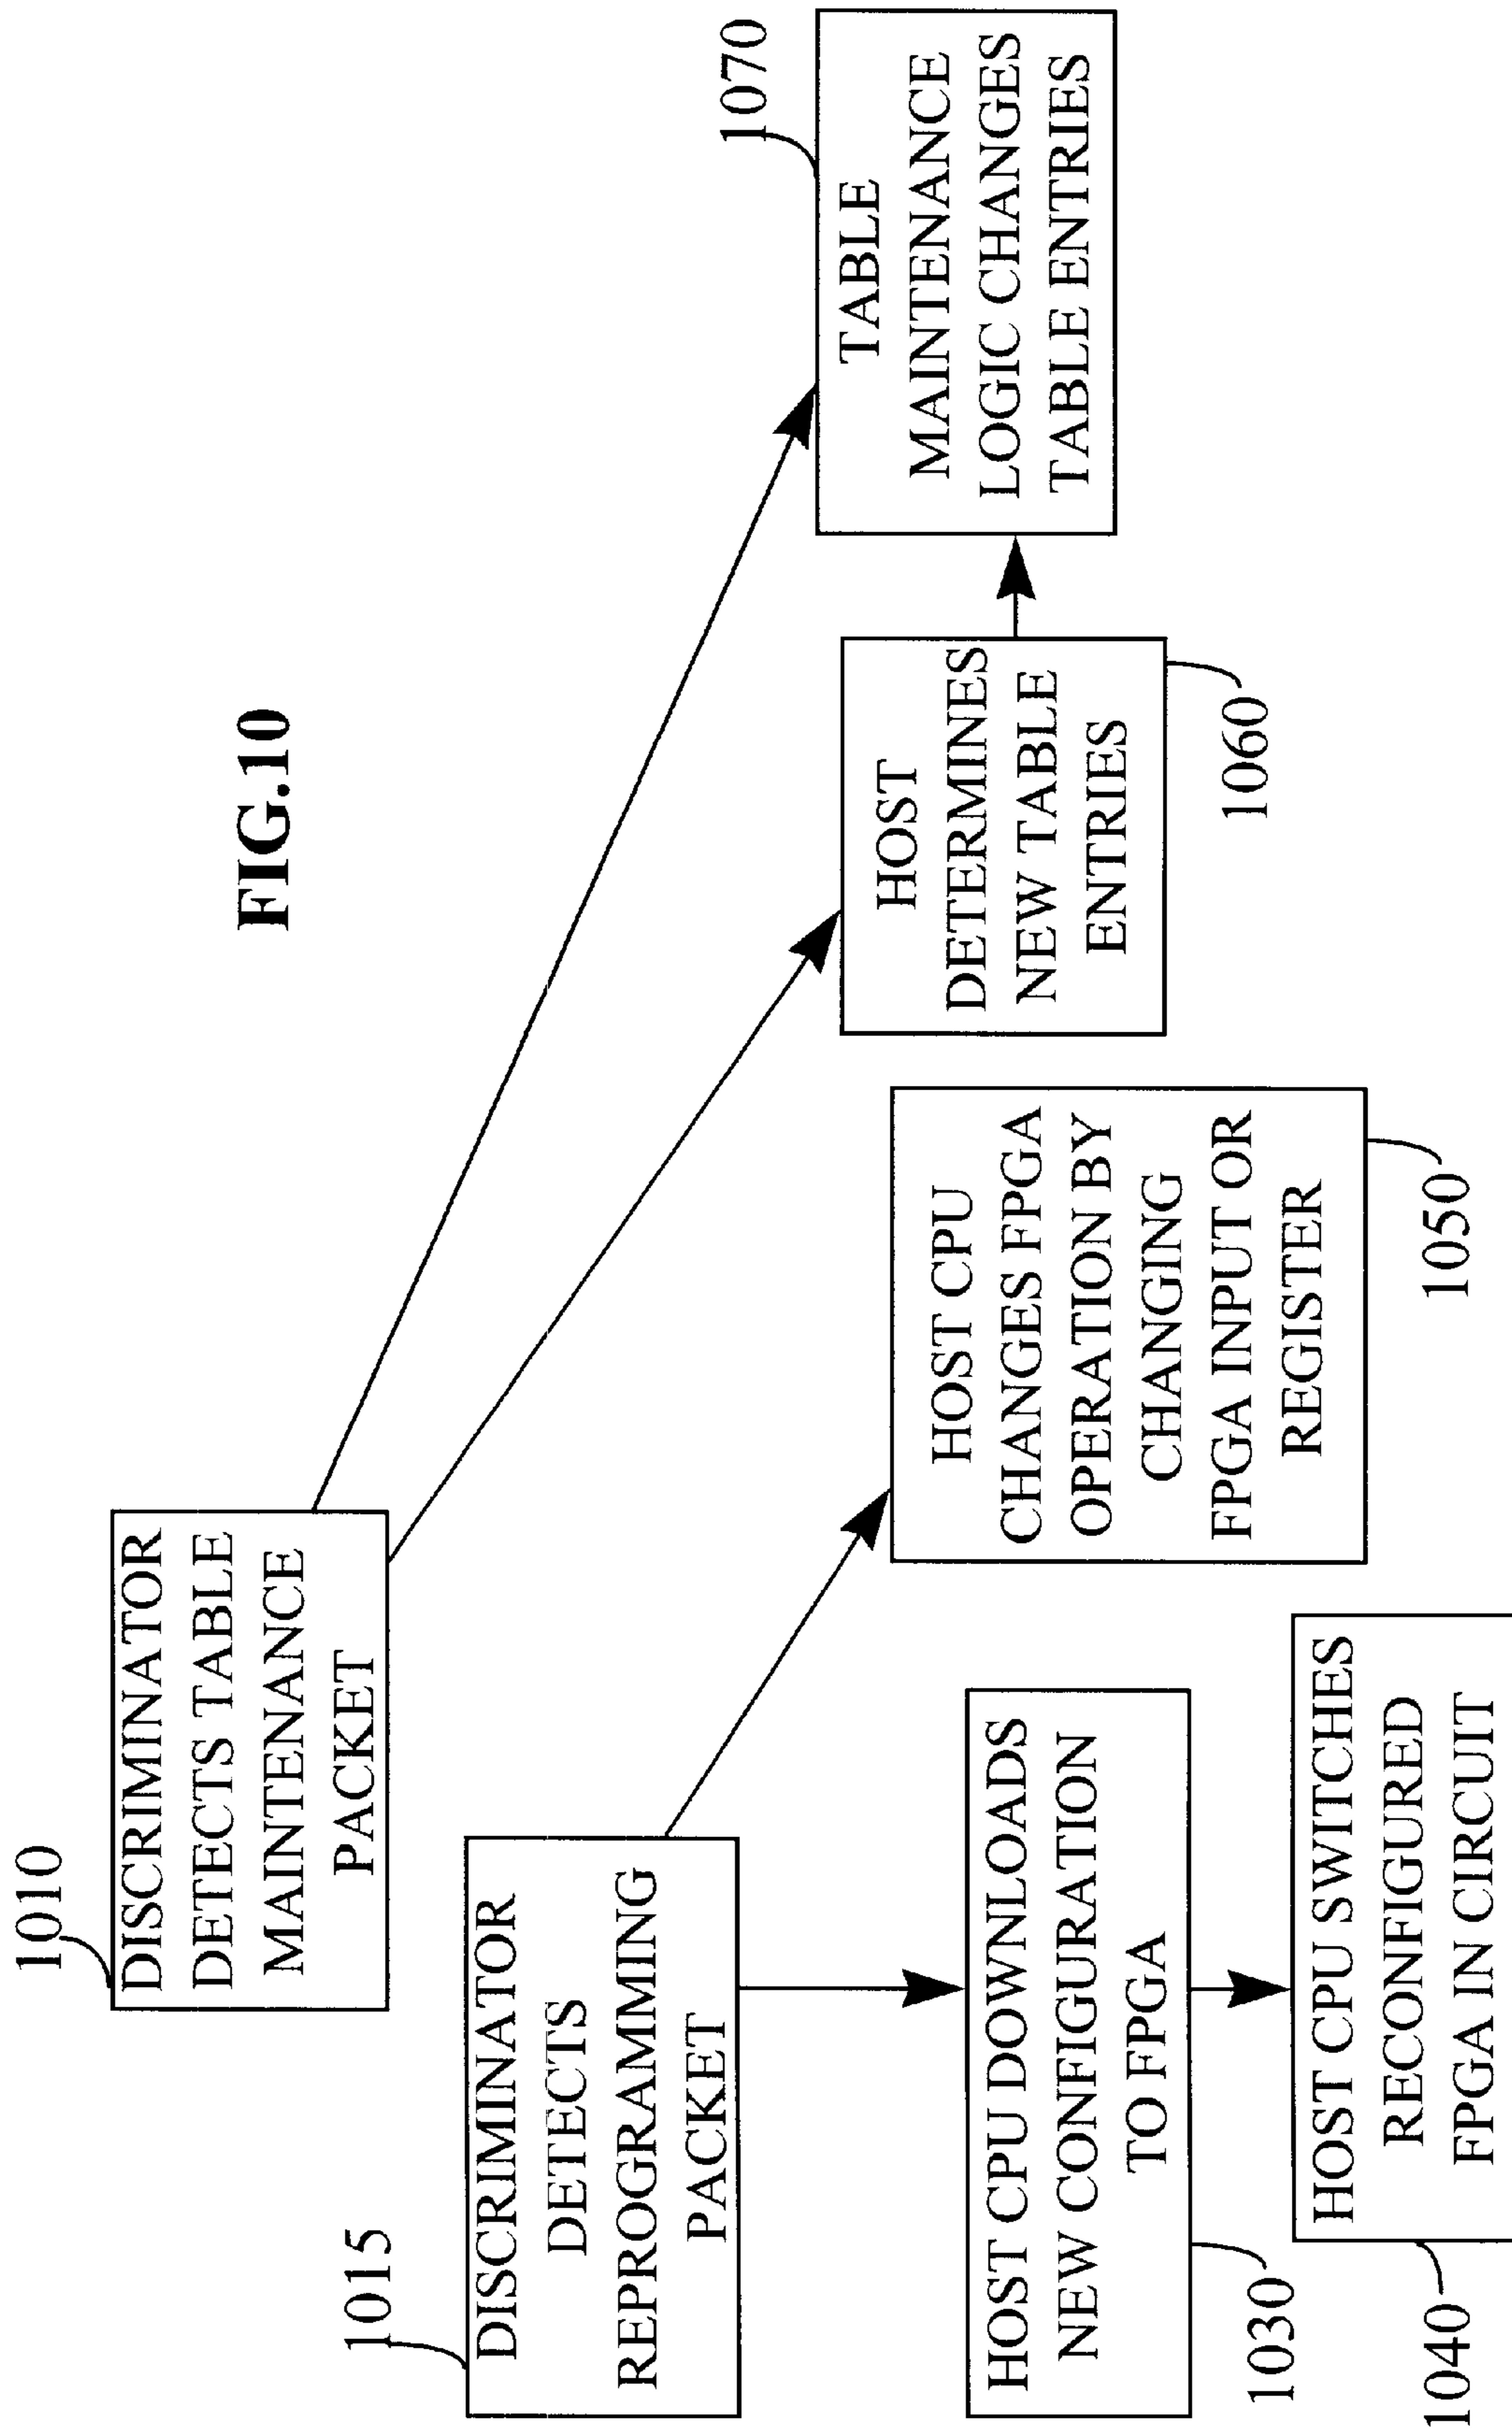 FIG.10
1010
DISCRIMINATOR
DETECTS TABLE
MAINTENANCE
PACKET
1015
DISCRIMINATOR
DETECTS
REPROGRAMMING
PACKET
HOST CPU DOWNLOADS
NEW CONFIGURATION
TO FPGA
1030
HOST CPU SWITCHES
RECONFIGURED
FPGA IN CIRCUIT
1040
HOST CPU
CHANGES FPGA
OPERATION BY
CHANGING
FPGA INPUT OR
REGISTER
1050
HOST
DETERMINES
NEW TABLE
ENTRIES
1060
1070
TABLE
MAINTENANCE
LOGIC CHANGES
TABLE ENTRIES